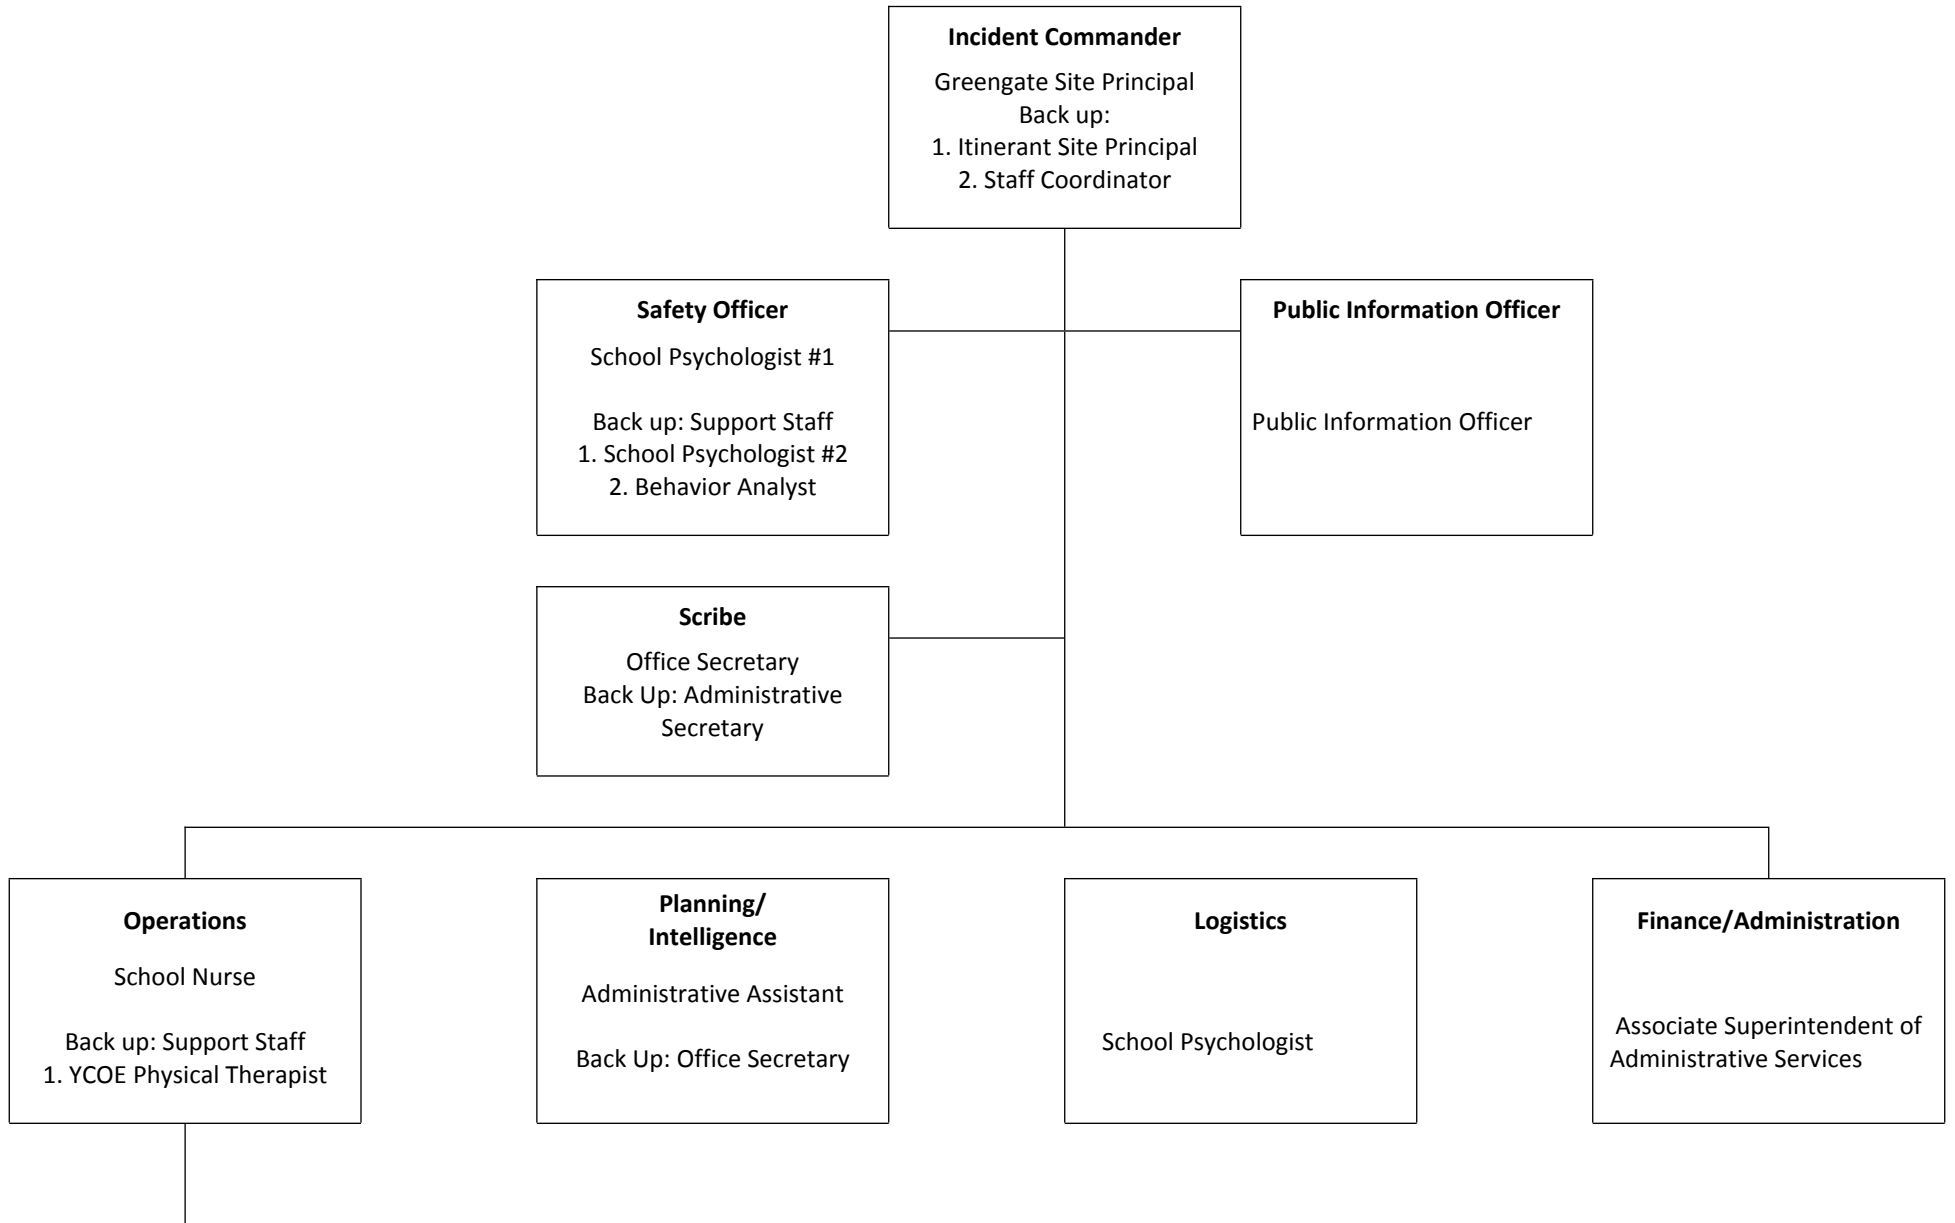 Incident Commander
Greengate Site Principal
Back up:
1. Itinerant Site Principal
2. Staff Coordinator
Safety Officer
School Psychologist #1
Back up: Support Staff
1. School Psychologist #2
2. Behavior Analyst
Public Information Officer
Public Information Officer
Scribe
Office Secretary
Back Up: Administrative
Secretary
Operations
School Nurse
Back up: Support Staff
1. YCOE Physical Therapist
Planning/
Intelligence
Administrative Assistant
Back Up: Office Secretary
Logistics
School Psychologist
Finance/Administration
Associate Superintendent of
Administrative Services